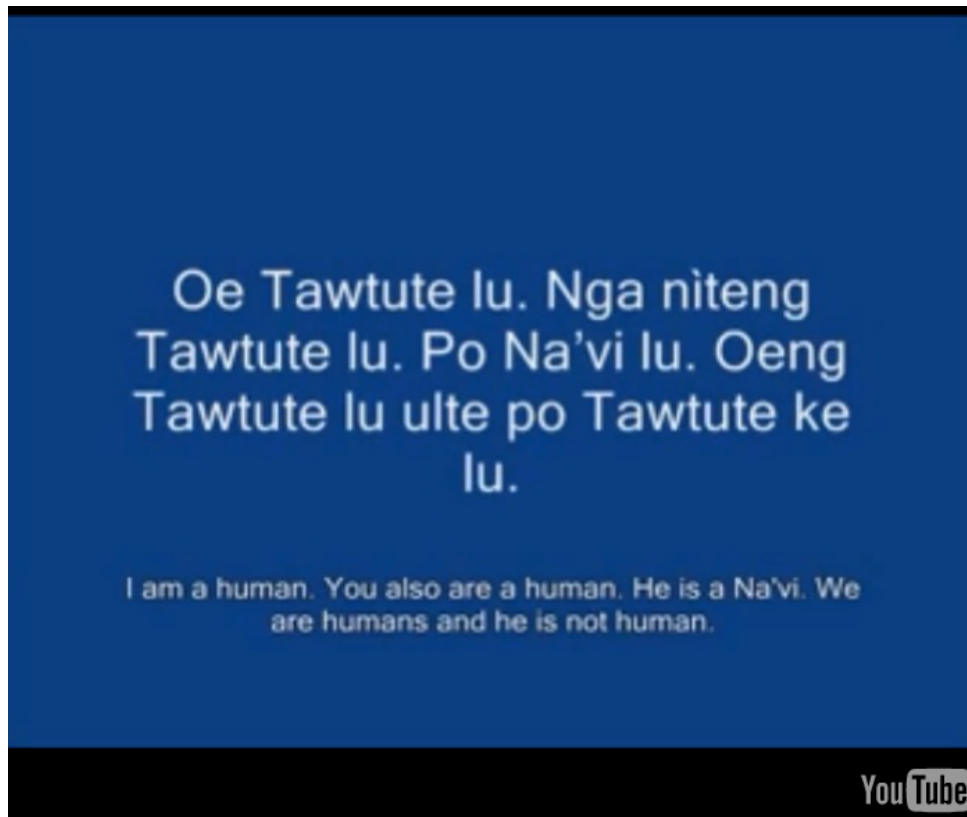 Oe Tawtute lu. Nga nìteng
Tawtute lu. Po Na’vi lu. Oeng
Tawtute lu ulte po Tawtute ke
lu.
I am a human. You also are a human. He is a Na'vi. We
are humans and he is not human.
YouTube